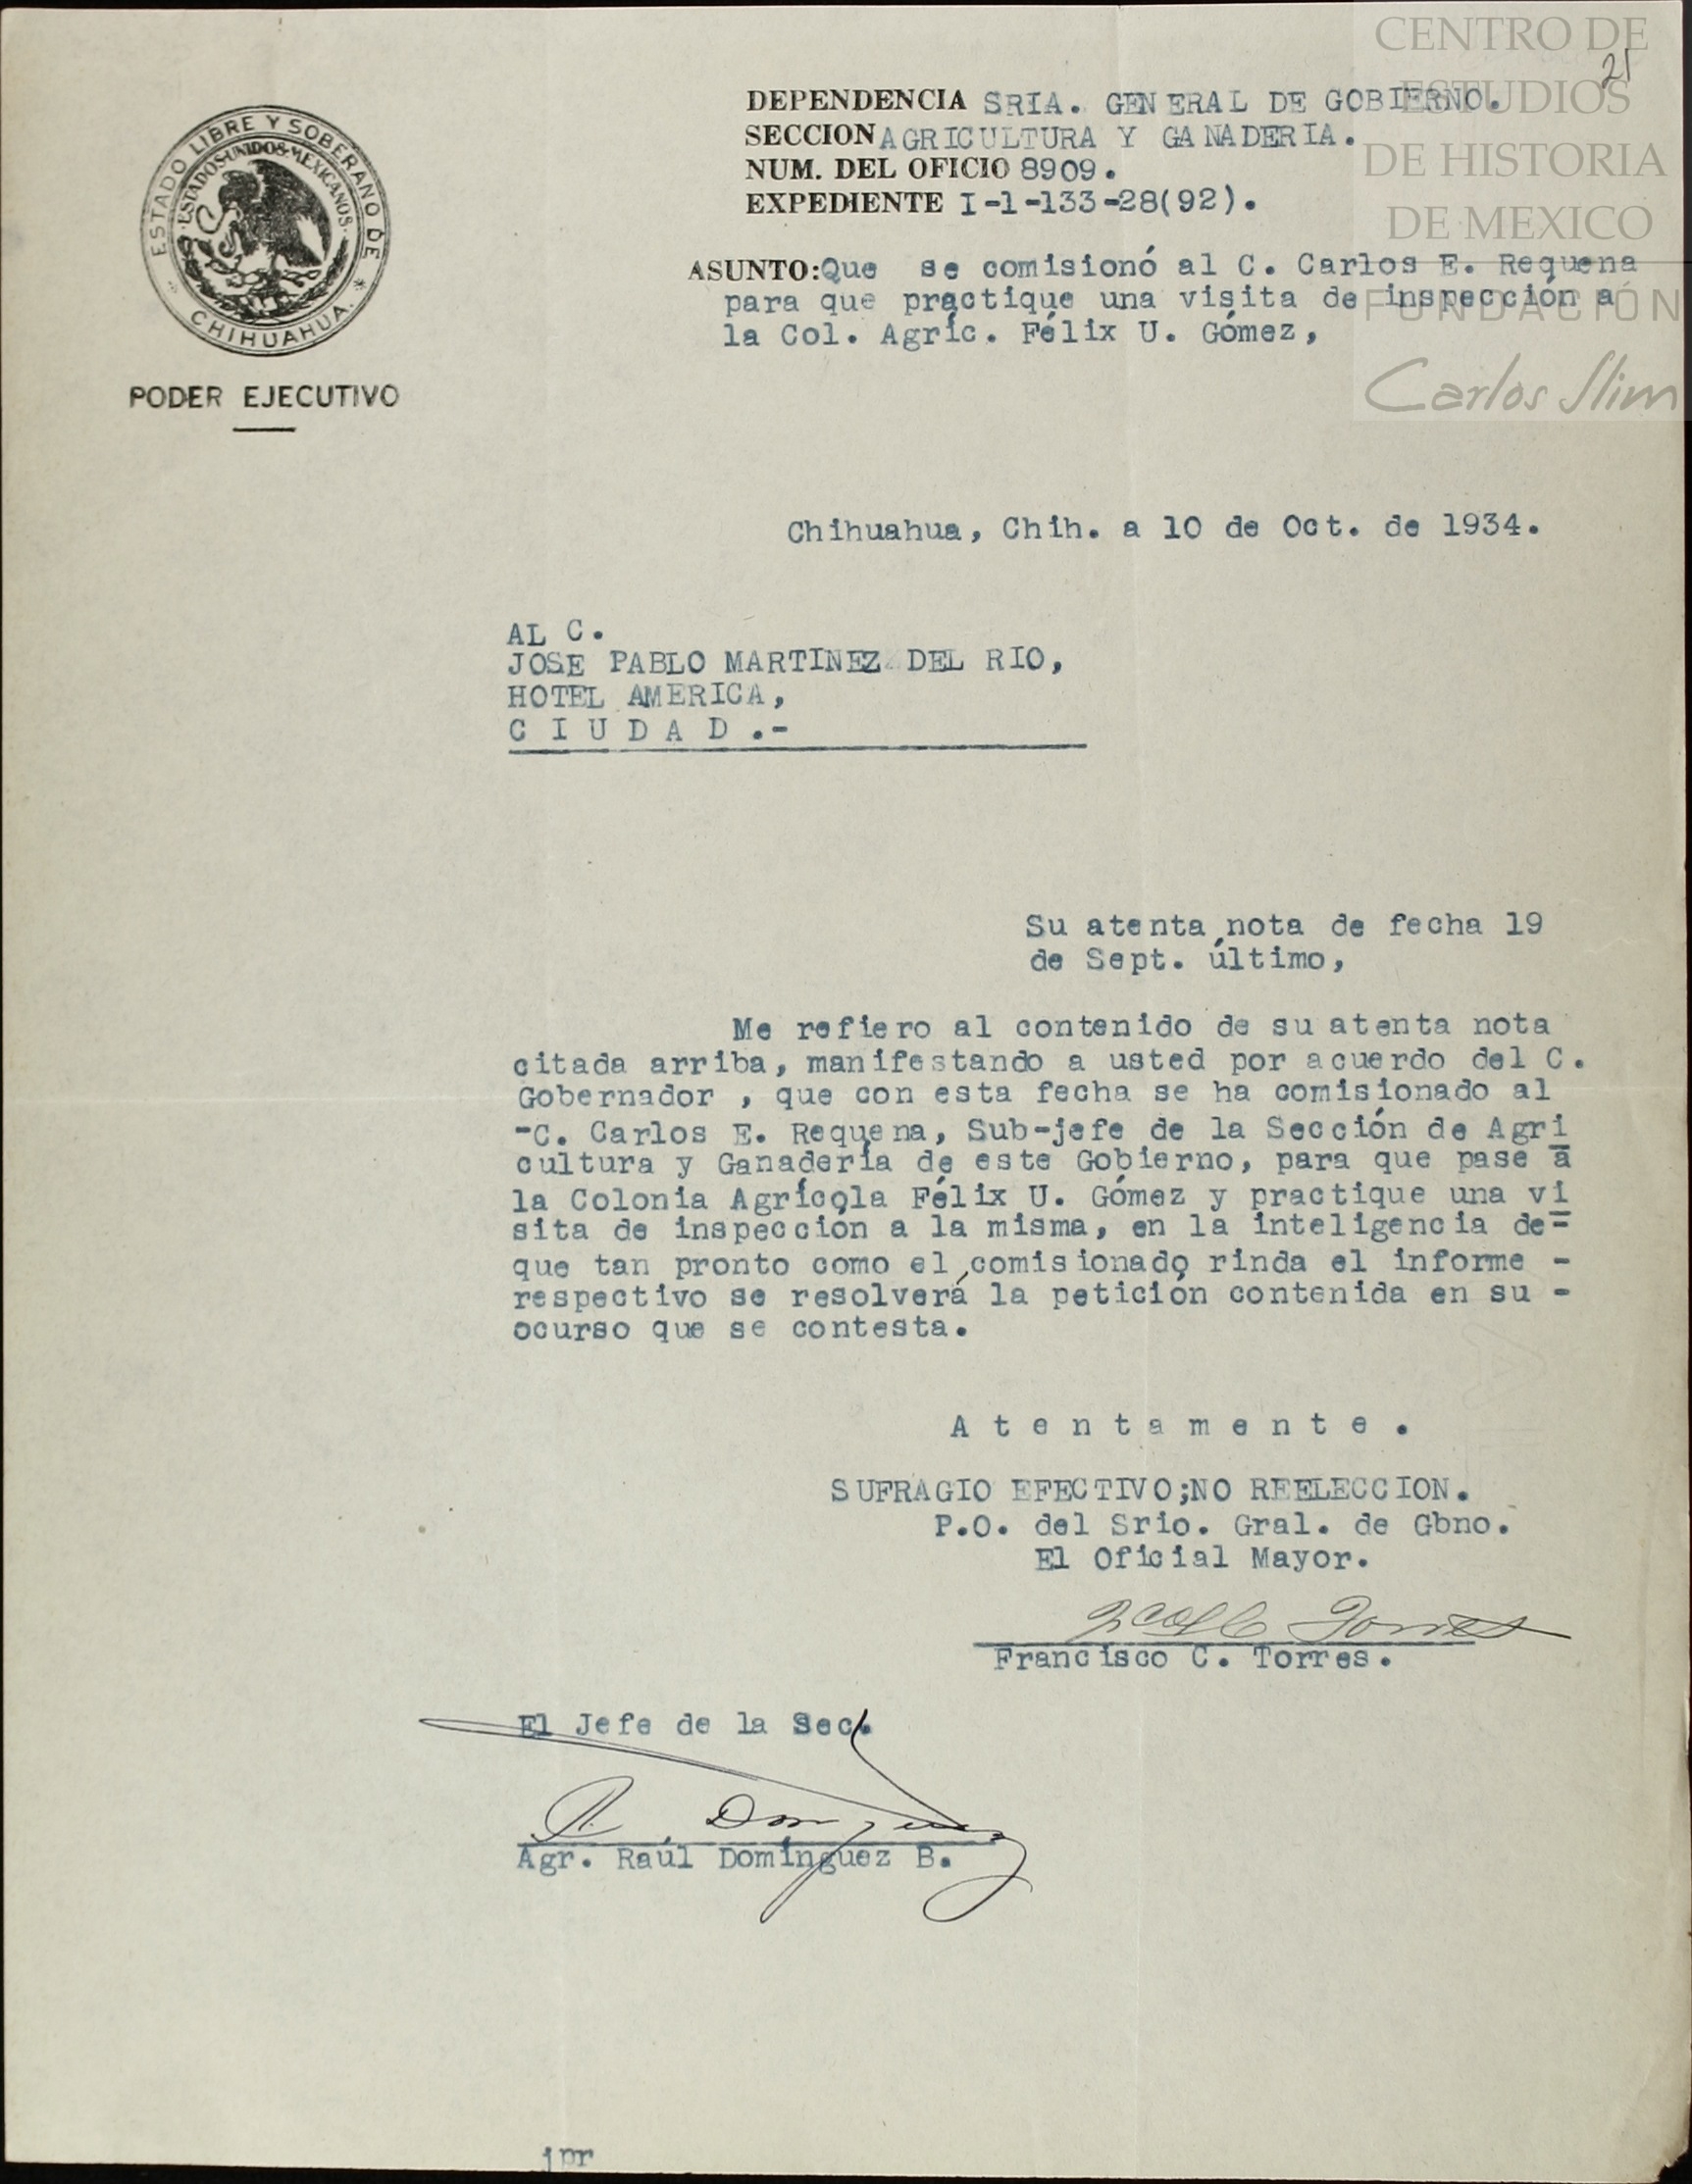 CENTRO DE
ESTUDIOS
DE HISTORIA
DE MEXICO
FUNDACIÓN
Carlos Slim
21
ESTADO LIBRE Y SOBERANO DE
* CHIHUAHUA. *
ESTADOS UNIDOS MEXICANOS
PODER EJECUTIVO
DEPENDENCIA SRIA. GENERAL DE GOBIERNO.
SECCION AGRICULTURA Y GANADERIA.
NUM. DEL OFICIO 8909.
EXPEDIENTE I-1-133-28(92).
ASUNTO:Que se comisionó al C. Carlos E. Requena
para que practique una visita de inspección a
la Col. Agríc. Félix U. Gómez,
Chihuahua, Chih. a 10 de Oct. de 1934.
AL C.
JOSE PABLO MARTINEZ DEL RIO,
HOTEL AMERICA,
C I U D A D .-
Su atenta nota de fecha 19
de Sept. último,
Me refiero al contenido de su atenta nota
citada arriba, manifestando a usted por acuerdo del C.
Gobernador , que con esta fecha se ha comisionado al
-C. Carlos E. Requena, Sub-jefe de la Sección de Agri
cultura y Ganadería de este Gobierno, para que pase a
la Colonia Agrícola Félix U. Gómez y practique una vi
sita de inspección a la misma, en la inteligencia de=
que tan pronto como el comisionado rinda el informe -
respectivo se resolverá la petición contenida en su -
ocurso que se contesta.
A t e n t a m e n t e .
SUFRAGIO EFECTIVO;NO REELECCION.
P.O. del Srio. Gral. de Gbno.
El Oficial Mayor.
Francisco C. Torres.
El Jefe de la Sec.
Agr. Raúl Domínguez B.
jpr